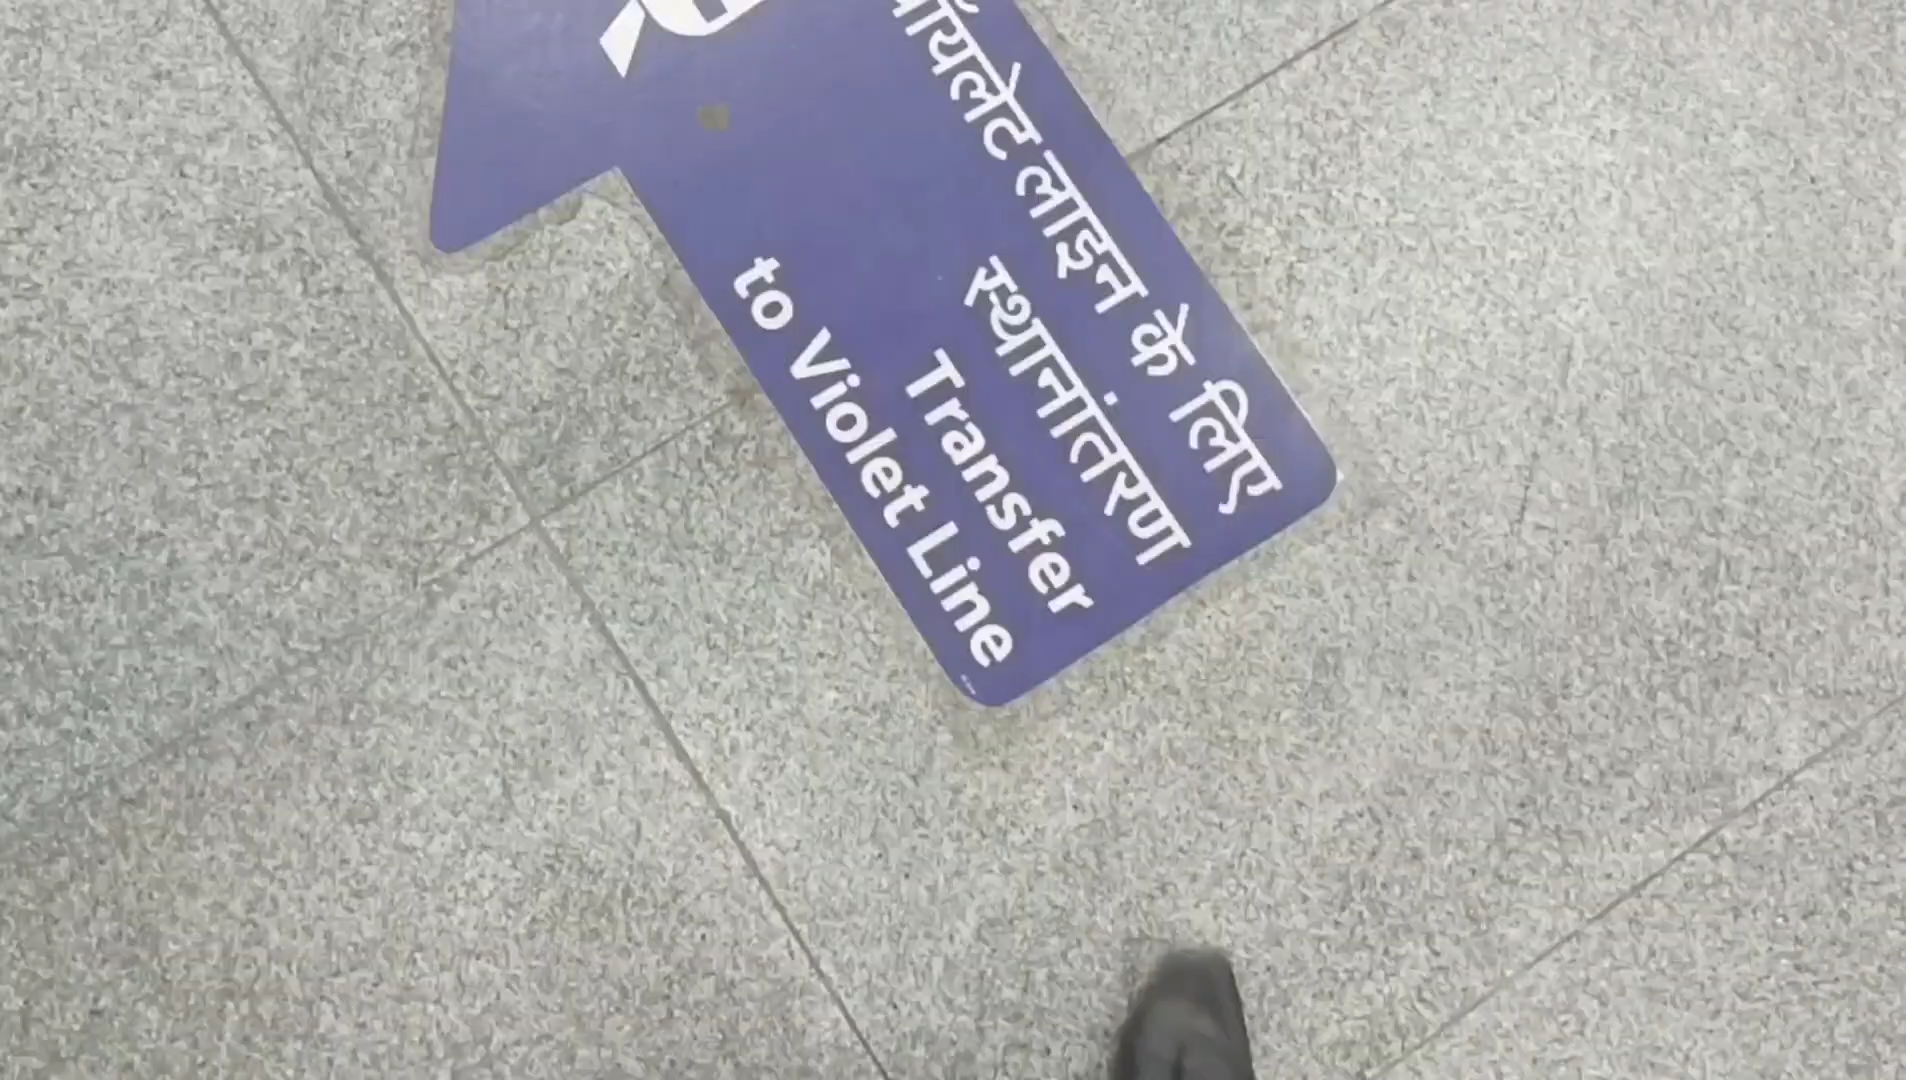 लाइन के लिए
स्थानांतरण
Transfer
to Violet Line